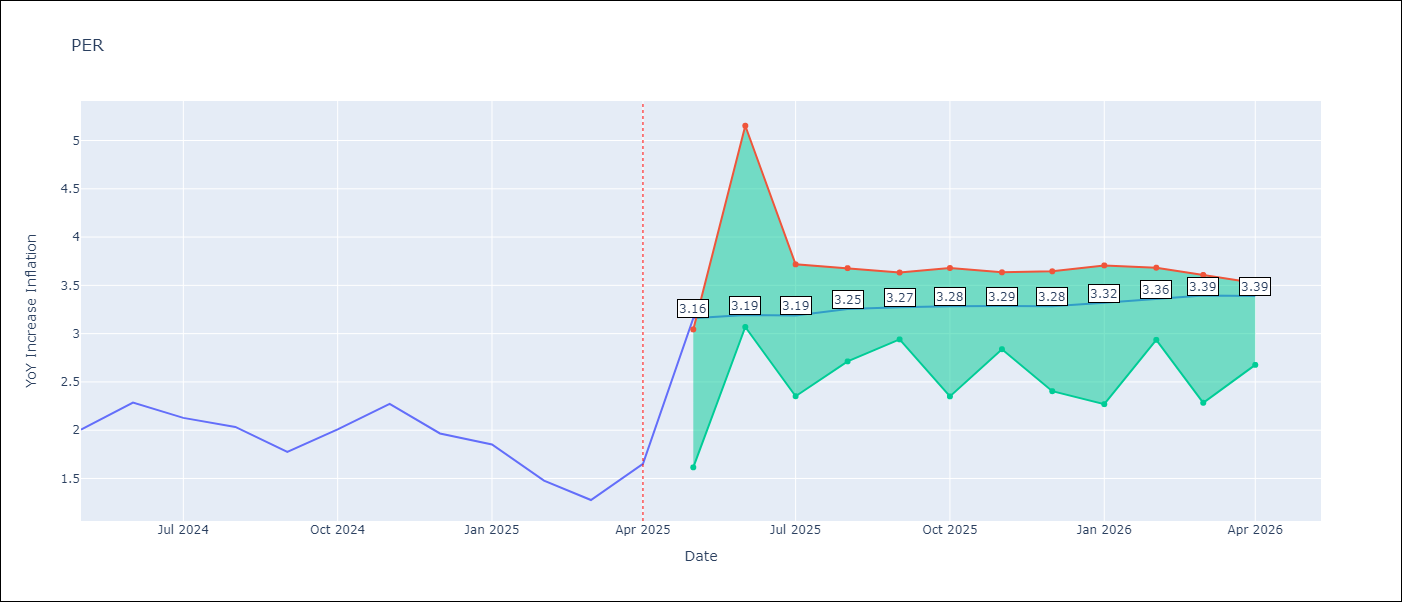 PER
YoY Increase Inflation
5
4.5
4
3.5
3
2.5
2
1.5
3.16
3.19
3.19
3.25
3.27
3.28
3.29
3.28
3.32
3.36
3.39
3.39
Jul 2024
Oct 2024
Jan 2025
Apr 2025
Jul 2025
Oct 2025
Jan 2026
Apr 2026
Date